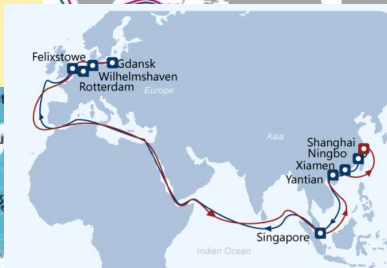 Felixstowe
Gdansk
Wilhelmshaven
Rotterdam
Europe
Asia
Shanghai
Ningbo
Xiamen
Yantian
Singapore
Indian Ocean